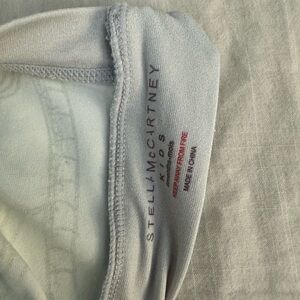 STELLA McCARTNEY
KIDS
KEEP AWAY FROM FIRE
MADE IN CHINA